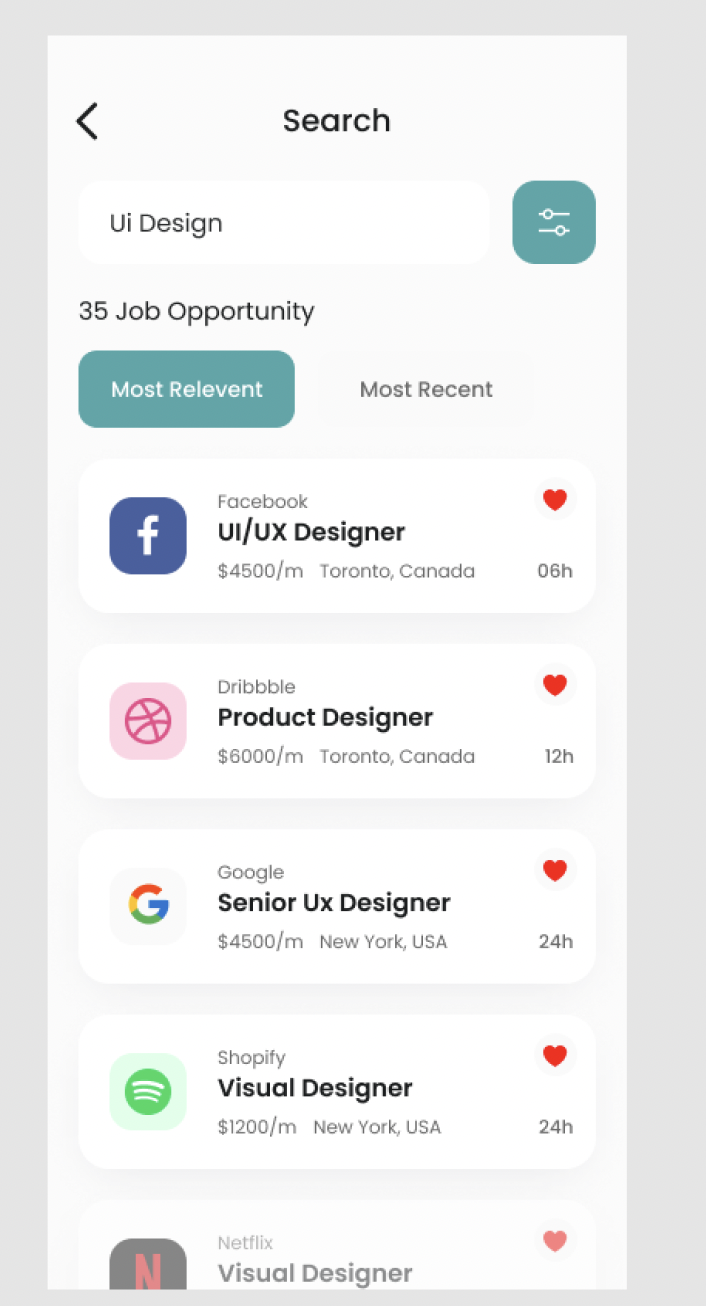 Search
Ui Design
35 Job Opportunity
Most Relevent Most Recent
Facebook
UI/UX Designer
$4500/m Toronto, Canada 06h
Dribbble
Product Designer
$6000/m Toronto, Canada 12h
Google
Senior Ux Designer
$4500/m New York, USA 24h
Shopify
Visual Designer
$1200/m New York, USA 24h
Netflix
Visual Designer